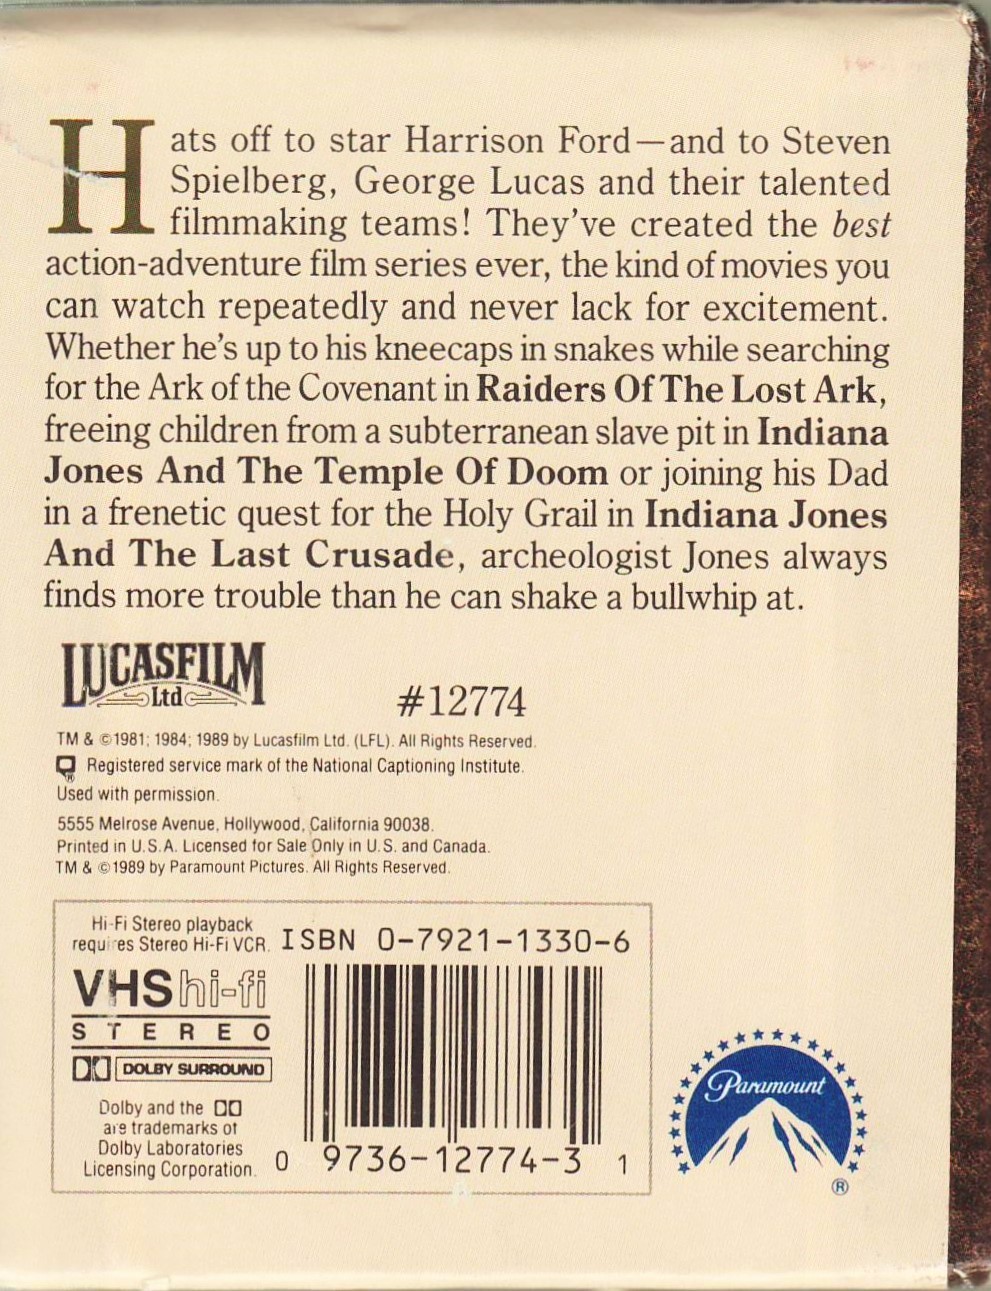 Hats off to star Harrison Ford—and to Steven
Spielberg, George Lucas and their talented
filmmaking teams! They've created the best
action-adventure film series ever, the kind of movies you
can watch repeatedly and never lack for excitement.
Whether he's up to his kneecaps in snakes while searching
for the Ark of the Covenant in Raiders Of The Lost Ark,
freeing children from a subterranean slave pit in Indiana
Jones And The Temple Of Doom or joining his Dad
in a frenetic quest for the Holy Grail in Indiana Jones
And The Last Crusade, archeologist Jones always
finds more trouble than he can shake a bullwhip at.
LUCASFILM
Ltd
#12774
TM & ©1981; 1984; 1989 by Lucasfilm Ltd. (LFL). All Rights Reserved.
® Registered service mark of the National Captioning Institute.
Used with permission.
5555 Melrose Avenue, Hollywood, California 90038.
Printed in U.S.A. Licensed for Sale Only in U.S. and Canada.
TM & ©1989 by Paramount Pictures. All Rights Reserved.
Hi-Fi Stereo playback
requires Stereo Hi-Fi VCR.
ISBN 0-7921-1330-6
VHS hi-fi
STEREO
DOLBY SURROUND
Dolby and the
are trademarks of
Dolby Laboratories
Licensing Corporation.
0 9736-12774-3 1
Paramount
®